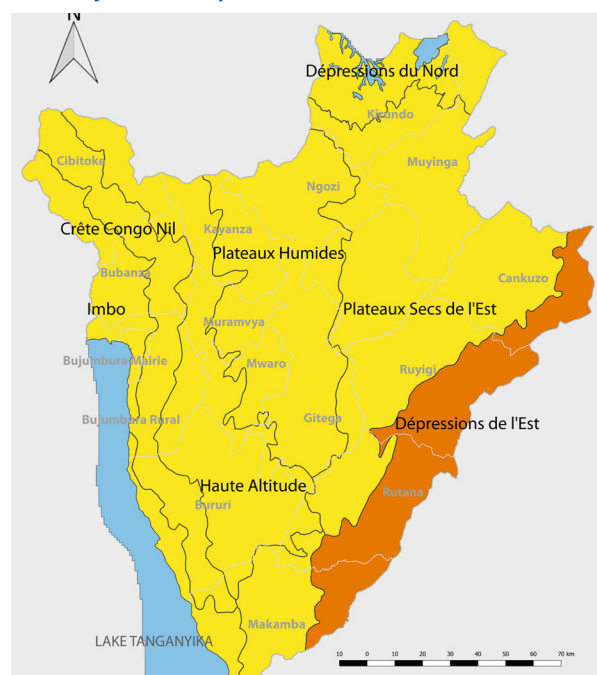 N
Dépressions du Nord
Kirundo
Cibitoke
Muyinga
Ngozi
Crête Congo Nil
Kayanza
Plateaux Humides
Bubanza
Cankuzo
Imbo
Plateaux Secs de l'Est
Muramvya
Bujumbura Mairie
Mwaro
Ruyigi
Bujumbura Rural
Gitega
Dépressions de l'Est
Haute Altitude
Rutana
Bururi
Makamba
LAKE TANGANYIKA
10 0 10 20 30 40 50 60 70 km